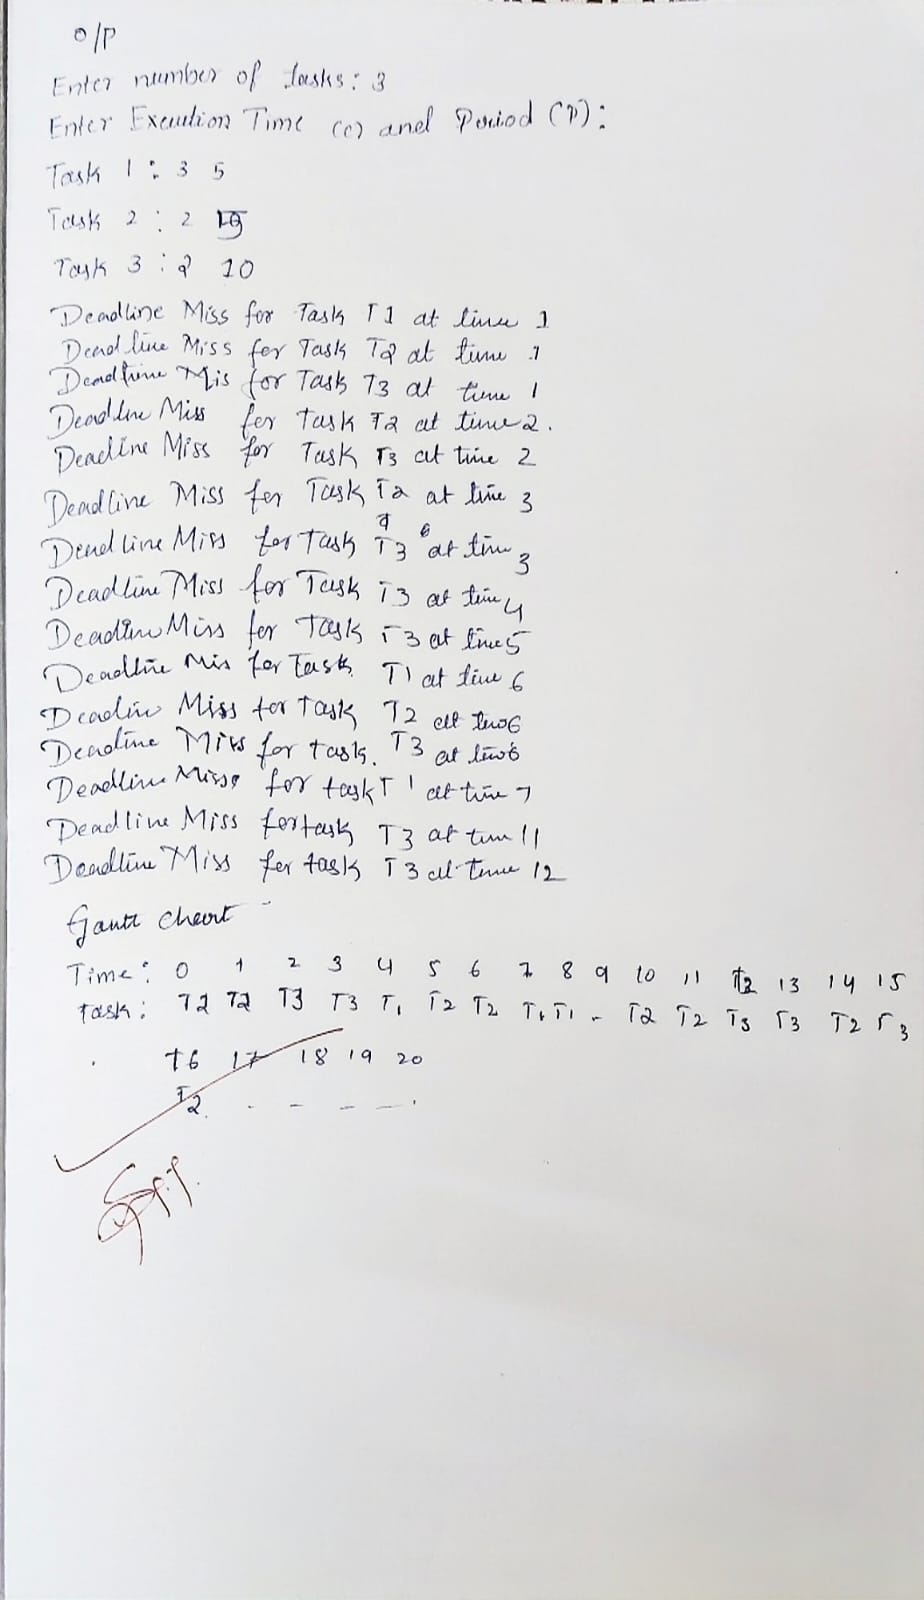 O/P
Enter number of tasks: 3
Enter Execution Time (c) and Period (P):
Task 1 : 3 5
Task 2 : 2
Task 3 : 2 10
Deadline Miss for Task T1 at time 1
Deadline Miss for Task T2 at time 1
Deadline Mis for Task T3 at time 1
Deadline Miss for Task T2 at time 2.
Deadline Miss for Task T3 at time 2
Deadline Miss for Task T2 at time 3
Deadline Miss for Task T3 at time 3
Deadline Miss for Task T3 at time 4
Deadline Miss for Task T3 at time 5
Deadline Mis for Task. T1 at time 6
Deadline Miss for Task T2 at time 6
Deadline Miss for task. T3 at time 6
Deadline Miss for task T1 at time 7
Deadline Miss for task T3 at time 11
Deadline Miss for task T3 at time 12
Gantt chart -
Time: 0 1 2 3 4 5 6 7 8 9 10 11 12 13 14 15
Task: T2 T2 T3 T3 T1 T2 T2 T1 T1 - T2 T2 T3 T3 T2 T3
16 17 18 19 20
T2. - - - -.